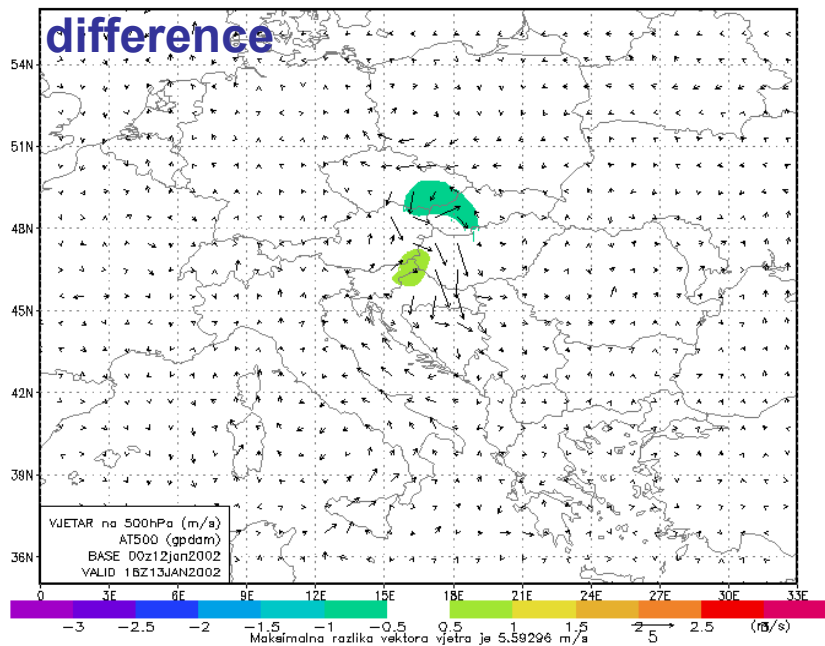 difference
54N
51N
48N
45N
42N
39N
36N
VJETAR na 500hPa (m/s)
AT500 (gpdam)
BASE 00z12jan2002
VALID 18Z13JAN2002
0 3E 6E 9E 12E 15E 18E 21E 24E 27E 30E 33E
-3 -2.5 -2 -1.5 -1 -0.5 0.5 1 1.5 2 2.5 3
(m/s)
5
Maksimalna razlika vektora vjetra je 5.59296 m/s